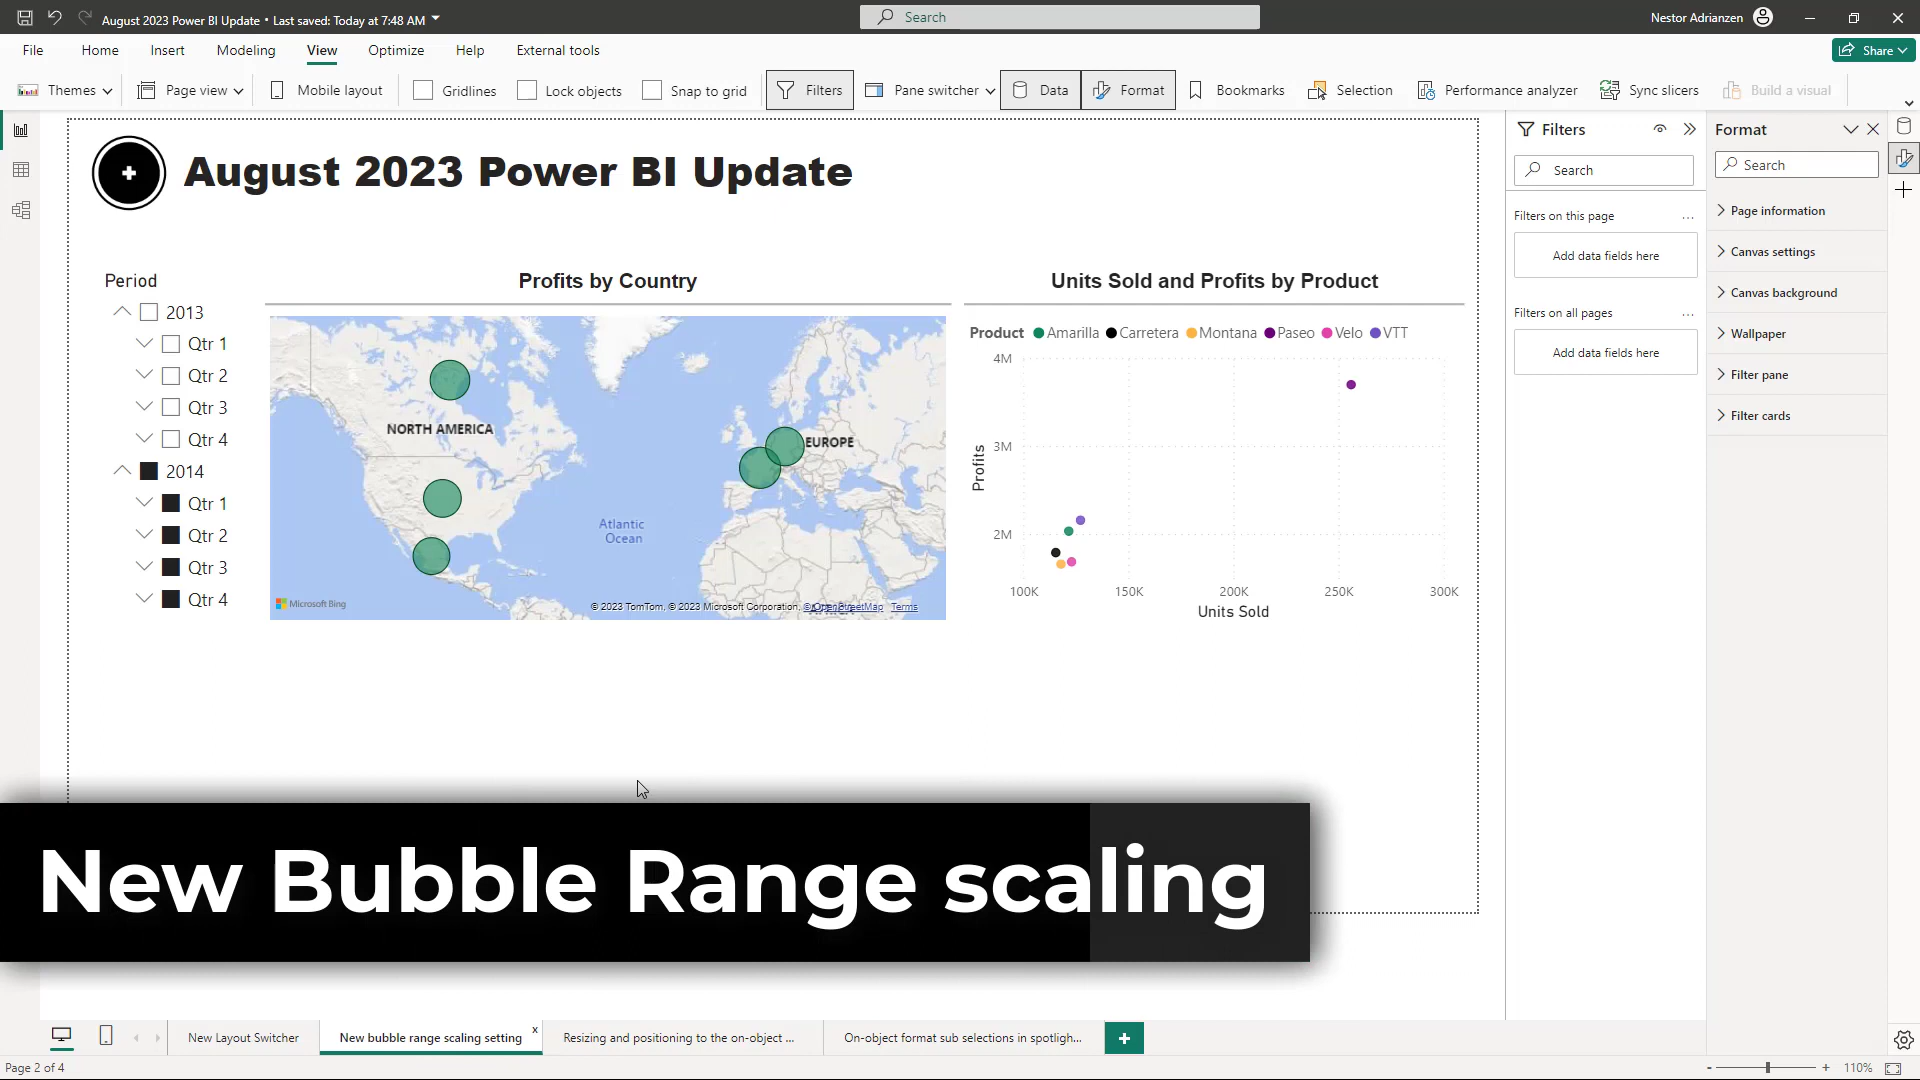 August 2023 Power BI Update • Last saved: Today at 7:48 AM
Search
Nestor Adrianzen
File Home Insert Modeling View Optimize Help External tools
Share
Themes Page view Mobile layout Gridlines Lock objects Snap to grid Filters Pane switcher Data Format Bookmarks Selection Performance analyzer Sync slicers Build a visual
August 2023 Power BI Update
Period
2013
Qtr 1
Qtr 2
Qtr 3
Qtr 4
2014
Qtr 1
Qtr 2
Qtr 3
Qtr 4
Profits by Country
NORTH AMERICA
EUROPE
Atlantic
Ocean
Microsoft Bing
© 2023 TomTom, © 2023 Microsoft Corporation, © OpenStreetMap Terms
Units Sold and Profits by Product
Product Amarilla Carretera Montana Paseo Velo VTT
4M
3M
2M
Profits
100K 150K 200K 250K 300K
Units Sold
Filters
Search
Filters on this page ...
Add data fields here
Filters on all pages ...
Add data fields here
Format
Search
Page information
Canvas settings
Canvas background
Wallpaper
Filter pane
Filter cards
New Bubble Range scaling
New Layout Switcher New bubble range scaling setting x Resizing and positioning to the on-object ... On-object format sub selections in spotligh... +
Page 2 of 4
- + 110%